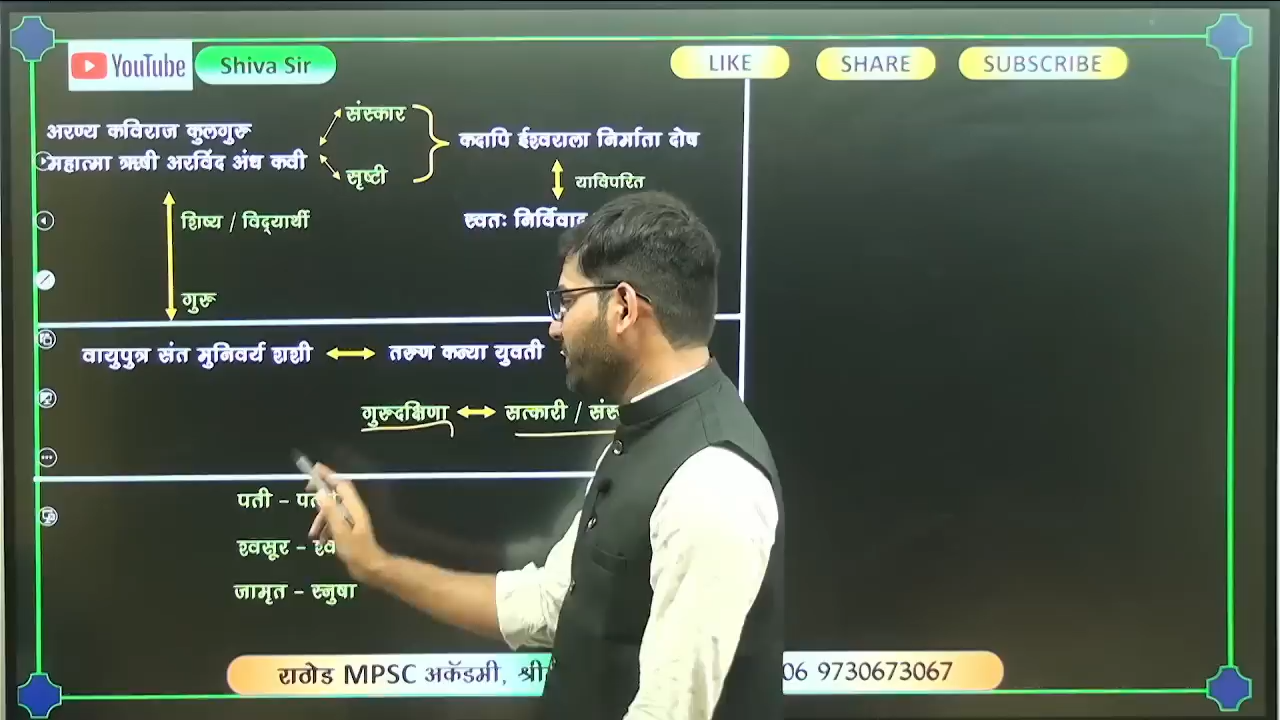 YouTube Shiva Sir LIKE SHARE SUBSCRIBE
अरण्य कविराज कुलगुरू
महात्मा ऋषी अरविंद अंध कवी
संस्कार
सृष्टी
कदापि ईश्वराला निर्माता दोष
याविपरित
स्वतः
शिष्य / विद्यार्थी
गुरू
वायुपुत्र संत मुनिवर्य शशी
तरुण कन्या युवती
गुरूदक्षिणा
सत्कारी /
पती -
श्वसूर -
जामृत - स्नुषा
राठोड MPSC अकॅडमी, श्री
06 9730673067